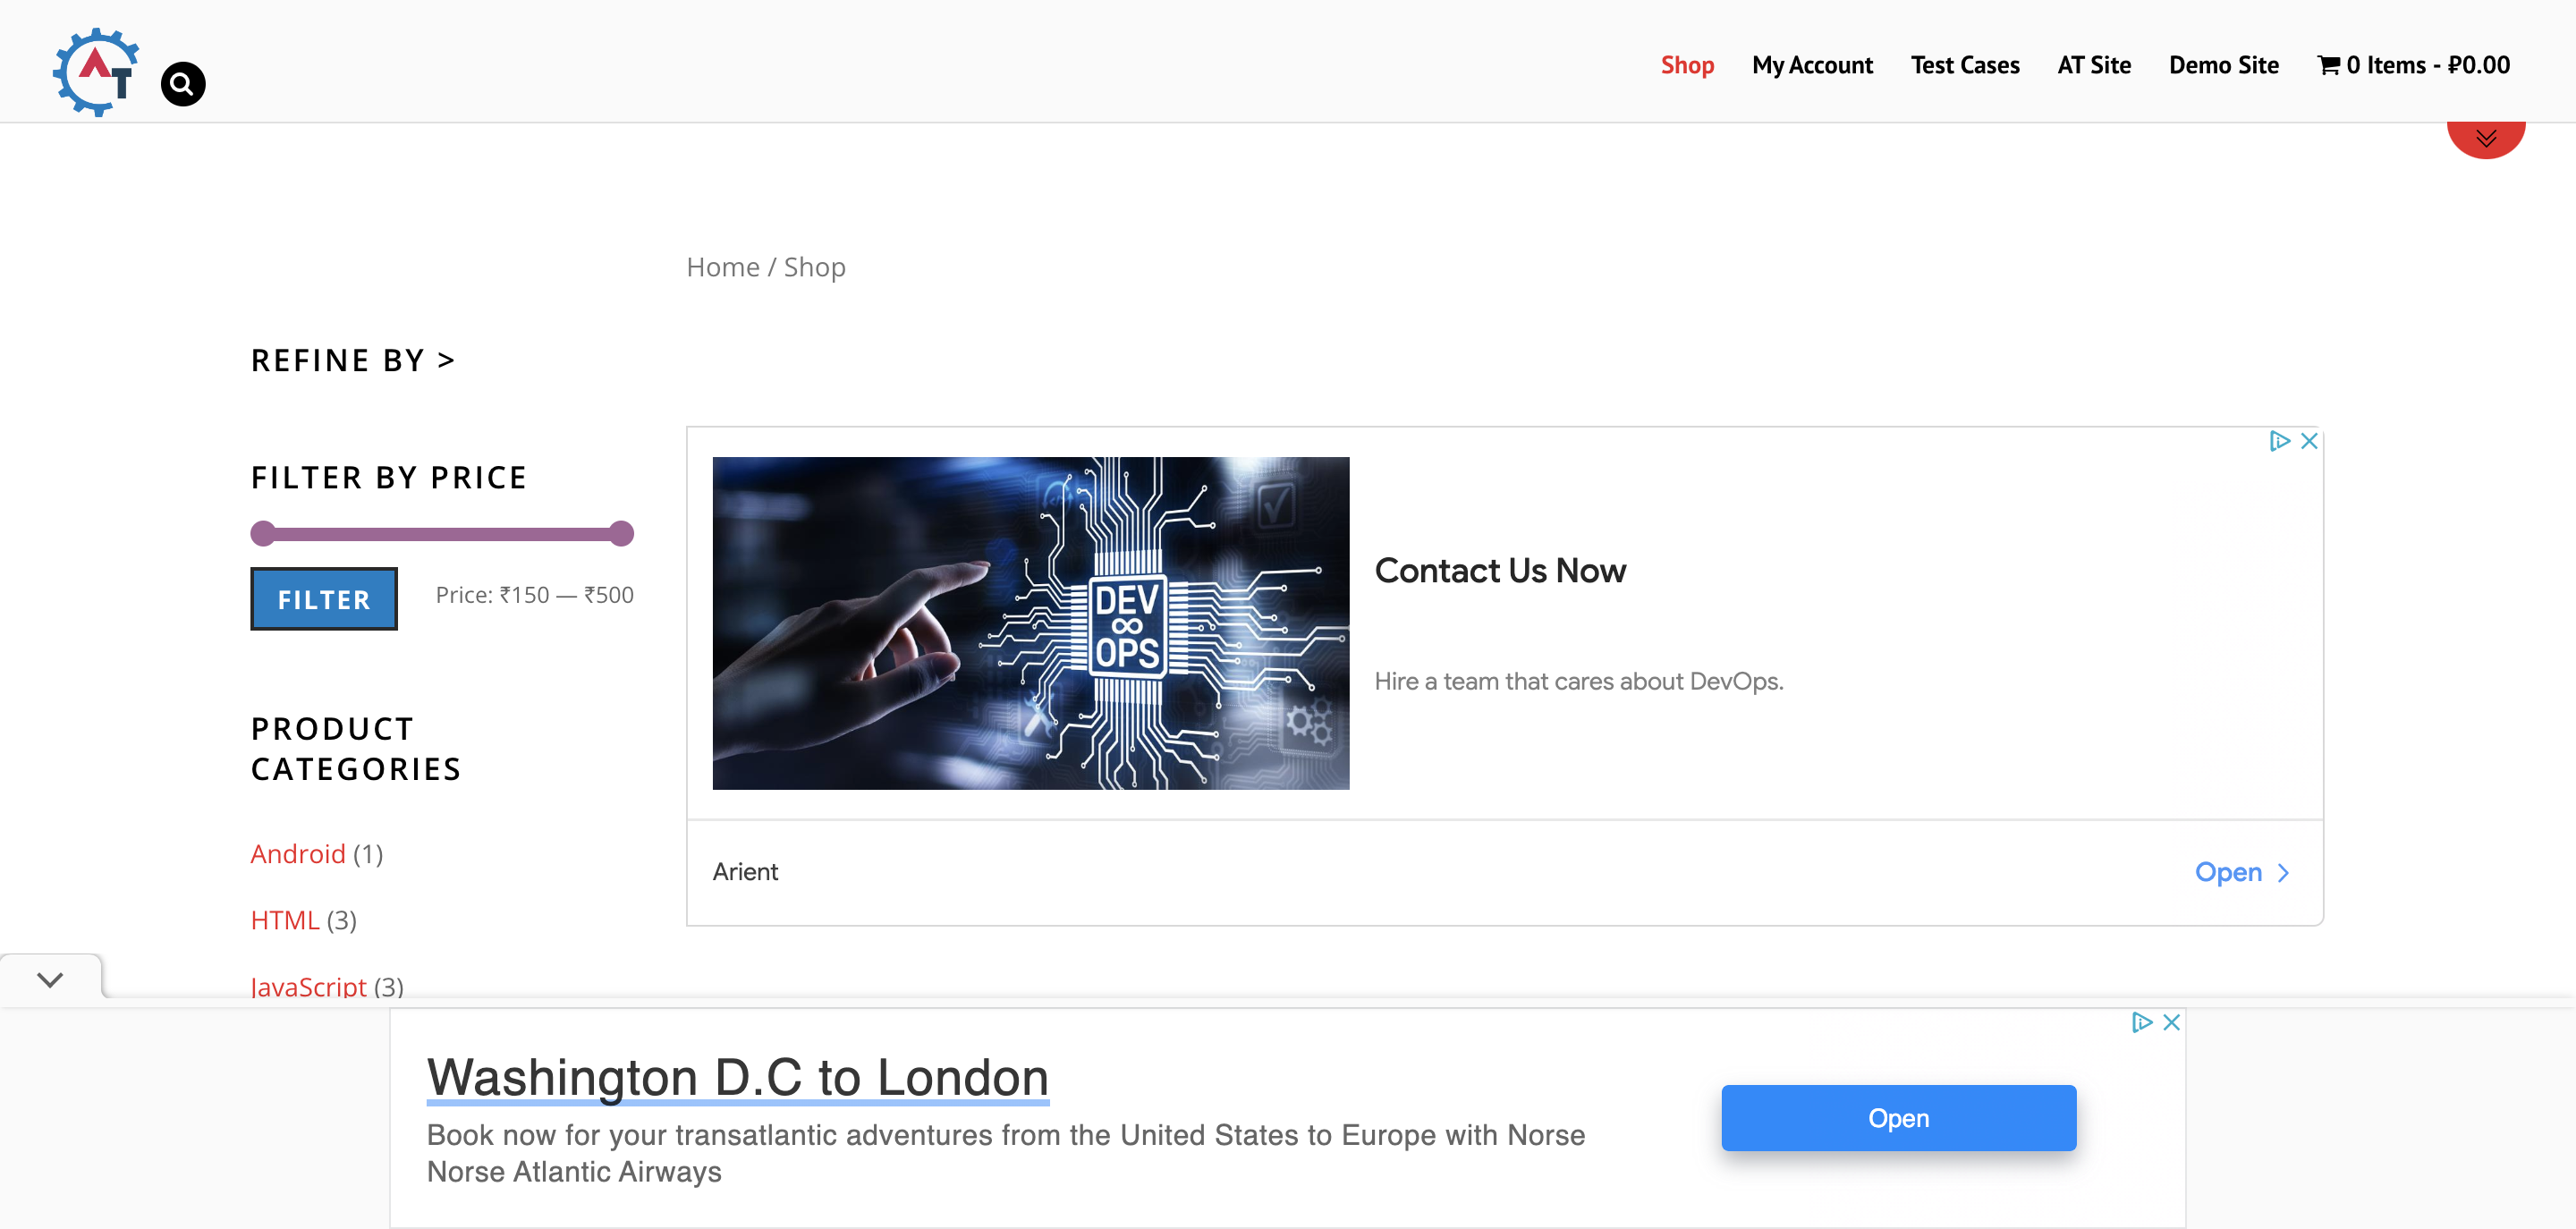 AT
Shop
My Account
Test Cases
AT Site
Demo Site
0 Items - ₽0.00
Home / Shop
REFINE BY >
FILTER BY PRICE
FILTER
Price: ₹150 — ₹500
PRODUCT
CATEGORIES
Android (1)
HTML (3)
JavaScript (3)
DEV
OPS
Contact Us Now
Hire a team that cares about DevOps.
Arient
Open
Washington D.C to London
Book now for your transatlantic adventures from the United States to Europe with Norse
Norse Atlantic Airways
Open